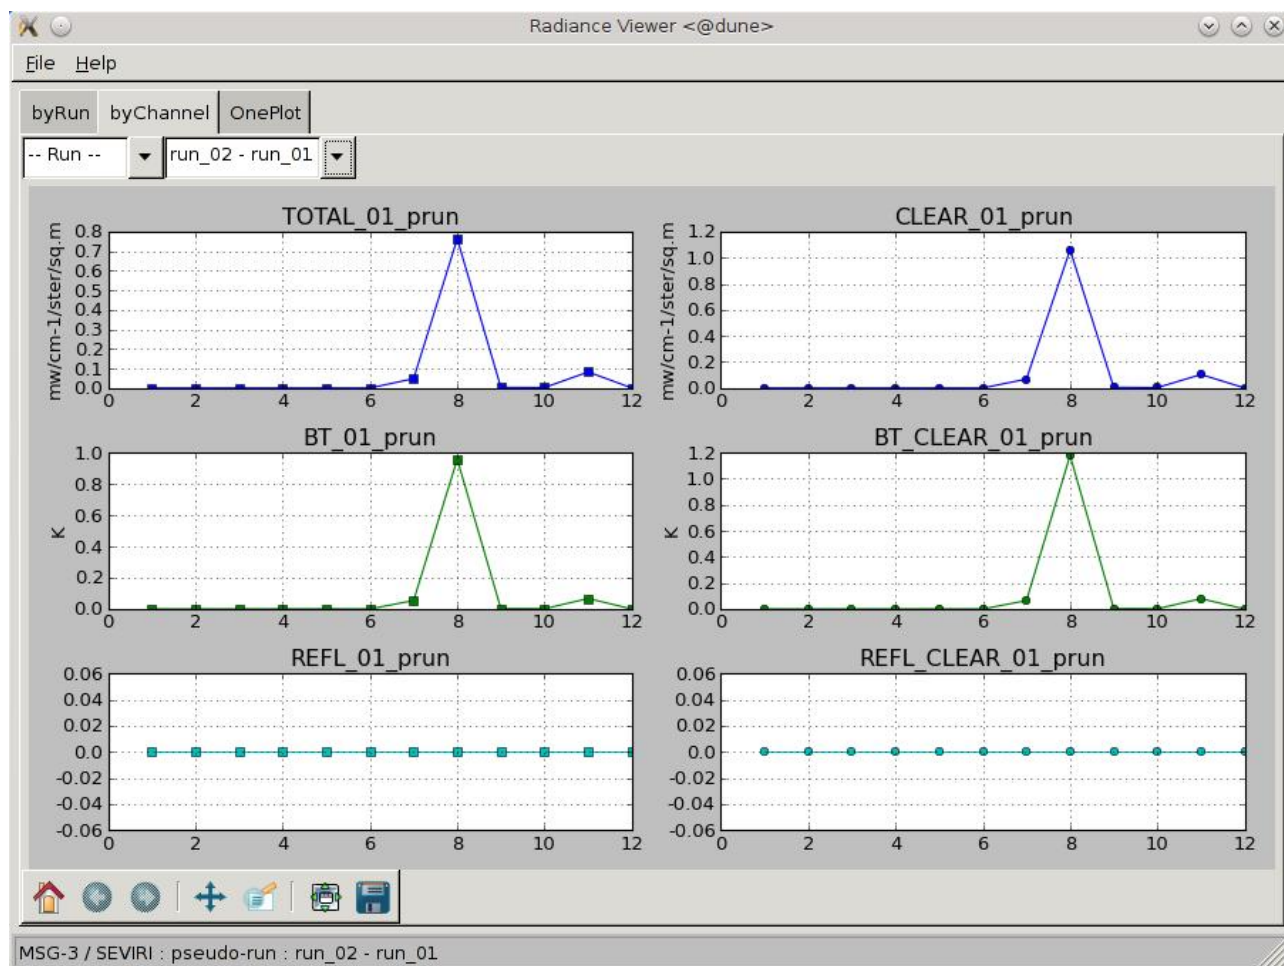 Radiance Viewer <@dune>
File Help
byRun byChannel OnePlot
-- Run -- run_02 - run_01
TOTAL_01_prun
mw/cm-1/ster/sq.m
0.8
0.7
0.6
0.5
0.4
0.3
0.2
0.1
0.0
0 2 4 6 8 10 12
CLEAR_01_prun
mw/cm-1/ster/sq.m
1.2
1.0
0.8
0.6
0.4
0.2
0.0
0 2 4 6 8 10 12
BT_01_prun
K
1.0
0.8
0.6
0.4
0.2
0.0
0 2 4 6 8 10 12
BT_CLEAR_01_prun
K
1.2
1.0
0.8
0.6
0.4
0.2
0.0
0 2 4 6 8 10 12
REFL_01_prun
0.06
0.04
0.02
0.0
-0.02
-0.04
-0.06
0 2 4 6 8 10 12
REFL_CLEAR_01_prun
0.06
0.04
0.02
0.0
-0.02
-0.04
-0.06
0 2 4 6 8 10 12
MSG-3 / SEVIRI : pseudo-run : run_02 - run_01